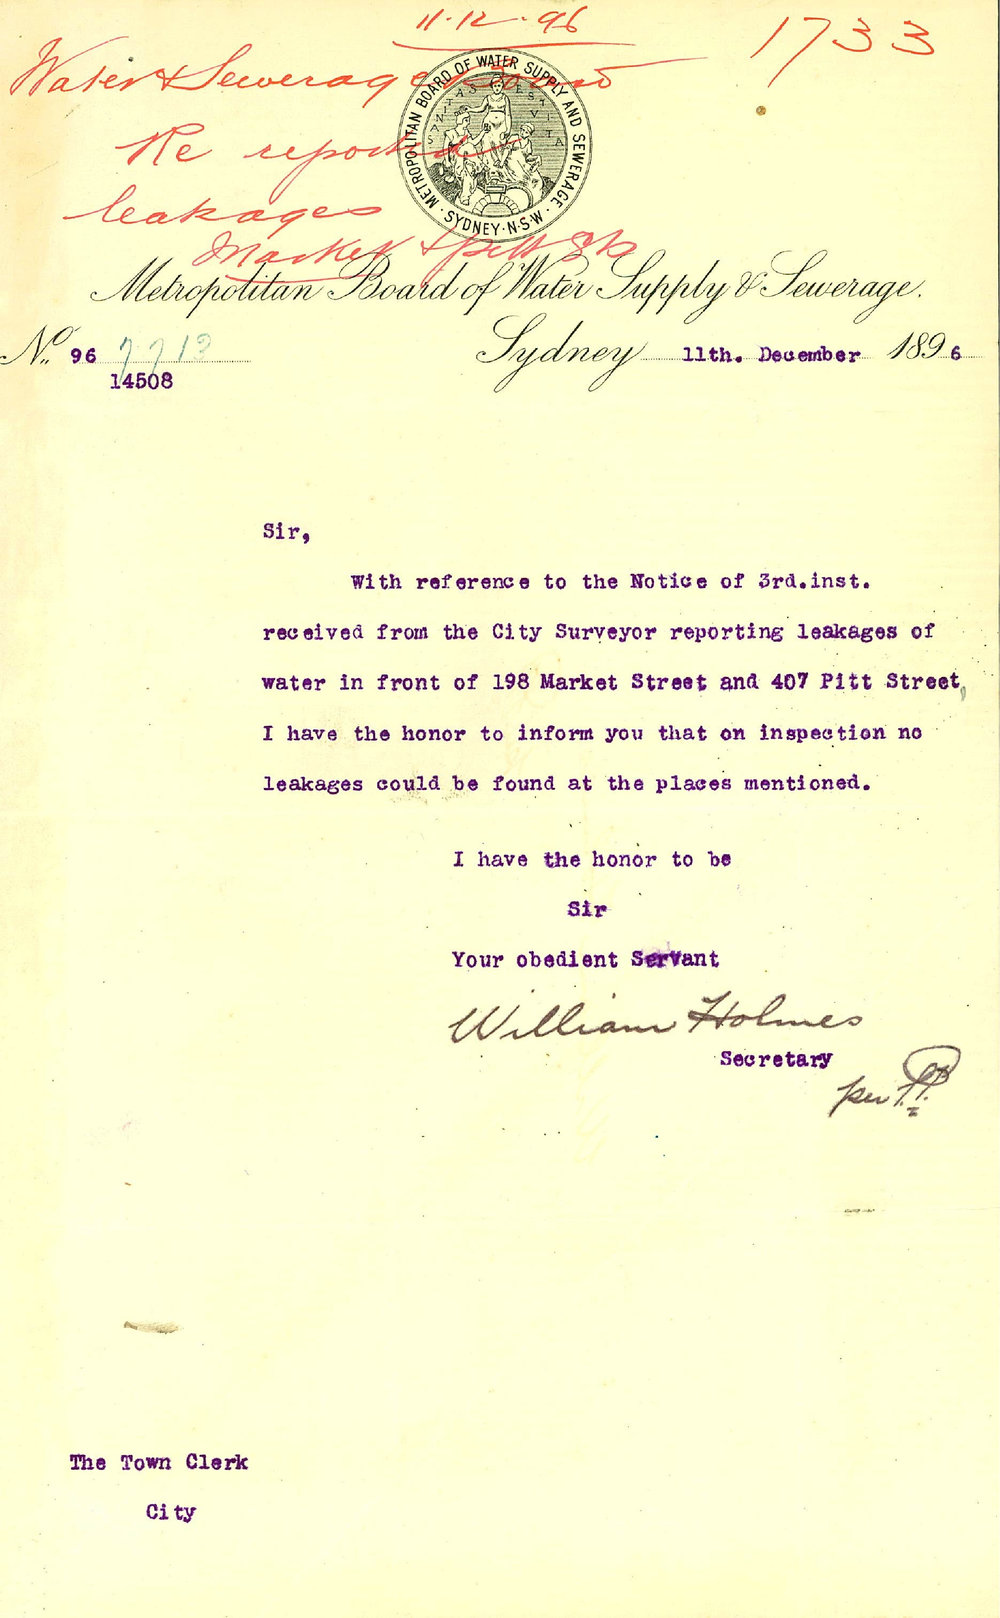 11.12.96
1733
Water & Sewerage Board
Re reported
leakages
Market & Pitt Sts
METROPOLITAN BOARD OF WATER SUPPLY AND SEWERAGE
SYDNEY·N·S·W·
Metropolitan Board of Water Supply & Sewerage.
No. 96 7713
14508
Sydney 11th. December 1896
Sir,
With reference to the Notice of 3rd.inst.
received from the City Surveyor reporting leakages of
water in front of 198 Market Street and 407 Pitt Street,
I have the honor to inform you that on inspection no
leakages could be found at the places mentioned.
I have the honor to be
Sir
Your obedient Servant
William Holmes
Secretary
per
The Town Clerk
City